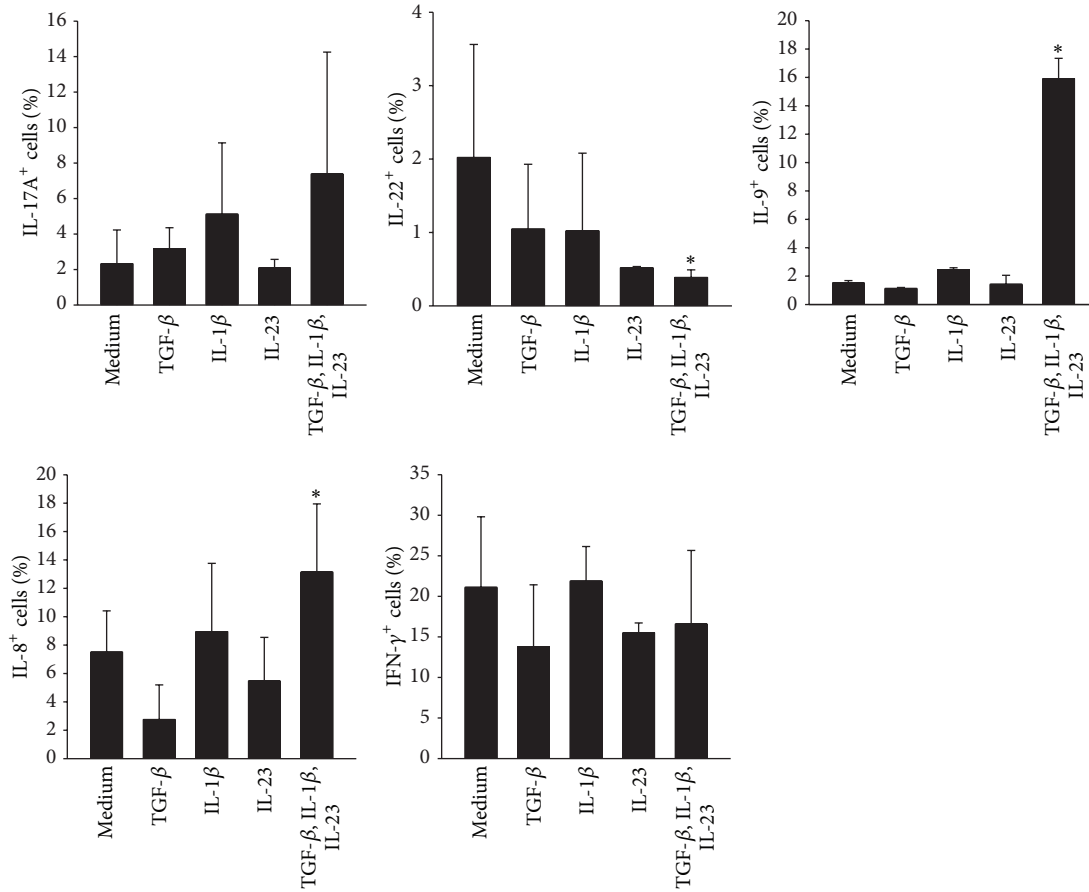 IL-17A⁺ cells (%)
16
14
12
10
8
6
4
2
0
Medium
TGF-β
IL-1β
IL-23
TGF-β, IL-1β,
IL-23
IL-22⁺ cells (%)
4
3
2
1
0
*
Medium
TGF-β
IL-1β
IL-23
TGF-β, IL-1β,
IL-23
IL-9⁺ cells (%)
20
18
16
14
12
10
8
6
4
2
0
*
Medium
TGF-β
IL-1β
IL-23
TGF-β, IL-1β,
IL-23
IL-8⁺ cells (%)
20
18
16
14
12
10
8
6
4
2
0
*
Medium
TGF-β
IL-1β
IL-23
TGF-β, IL-1β,
IL-23
IFN-γ⁺ cells (%)
35
30
25
20
15
10
5
0
Medium
TGF-β
IL-1β
IL-23
TGF-β, IL-1β,
IL-23